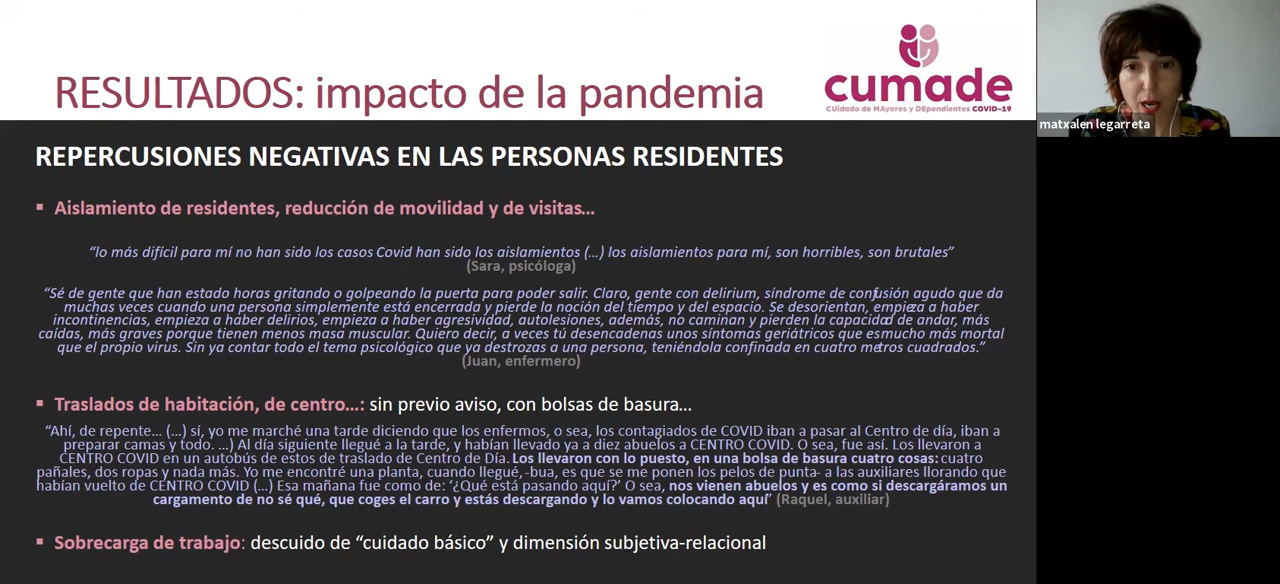 RESULTADOS: impacto de la pandemia
cumade
CUidado de MAyores y DEpendientes COVID-19
matxalen legarreta
REPERCUSIONES NEGATIVAS EN LAS PERSONAS RESIDENTES
▪ Aislamiento de residentes, reducción de movilidad y de visitas…
“lo más difícil para mí no han sido los casos Covid han sido los aislamientos (…) los aislamientos para mí, son horribles, son brutales”
(Sara, psicóloga)
“Sé de gente que han estado horas gritando o golpeando la puerta para poder salir. Claro, gente con delirium, síndrome de confusión agudo que da
muchas veces cuando una persona simplemente está encerrada y pierde la noción del tiempo y del espacio. Se desorientan, empieza a haber
incontinencias, empieza a haber delirios, empieza a haber agresividad, autolesiones, además, no caminan y pierden la capacidad de andar, más
caídas, más graves porque tienen menos masa muscular. Quiero decir, a veces tú desencadenas unos síntomas geriátricos que esmucho más mortal
que el propio virus. Sin ya contar todo el tema psicológico que ya destrozas a una persona, teniéndola confinada en cuatro metros cuadrados.”
(Juan, enfermero)
▪ Traslados de habitación, de centro…: sin previo aviso, con bolsas de basura…
“Ahí, de repente… (…) sí, yo me marché una tarde diciendo que los enfermos, o sea, los contagiados de COVID iban a pasar al Centro de día, iban a
preparar camas y todo. …) Al día siguiente llegué a la tarde, y habían llevado ya a diez abuelos a CENTRO COVID. O sea, fue así. Los llevaron a
CENTRO COVID en un autobús de estos de traslado de Centro de Día. Los llevaron con lo puesto, en una bolsa de basura cuatro cosas: cuatro
pañales, dos ropas y nada más. Yo me encontré una planta, cuando llegué, -bua, es que se me ponen los pelos de punta- a las auxiliares llorando que
habían vuelto de CENTRO COVID (…) Esa mañana fue como de: ‘¿Qué está pasando aquí?’ O sea, nos vienen abuelos y es como si descargáramos un
cargamento de no sé qué, que coges el carro y estás descargando y lo vamos colocando aquí” (Raquel, auxiliar)
▪ Sobrecarga de trabajo: descuido de “cuidado básico” y dimensión subjetiva-relacional